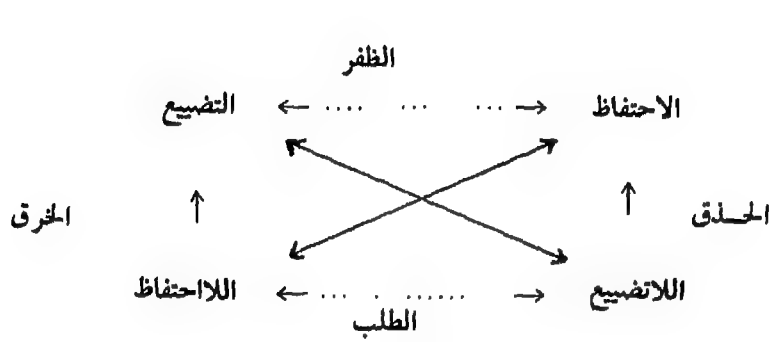 الظفر
الاحتفاظ التضييع
الحذق الخرق
اللاتضييع اللااحتفاظ
الطلب